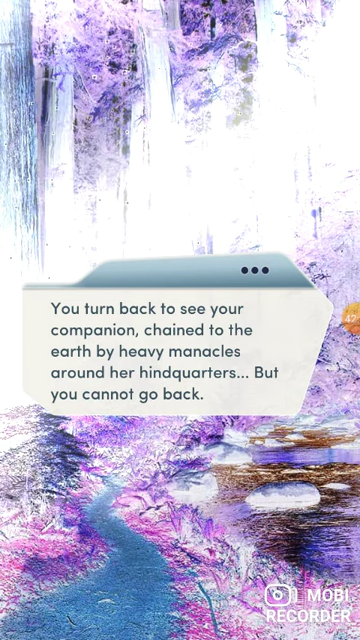 •••
You turn back to see your
companion, chained to the
earth by heavy manacles
around her hindquarters... But
you cannot go back.
MOBI
RECORDER